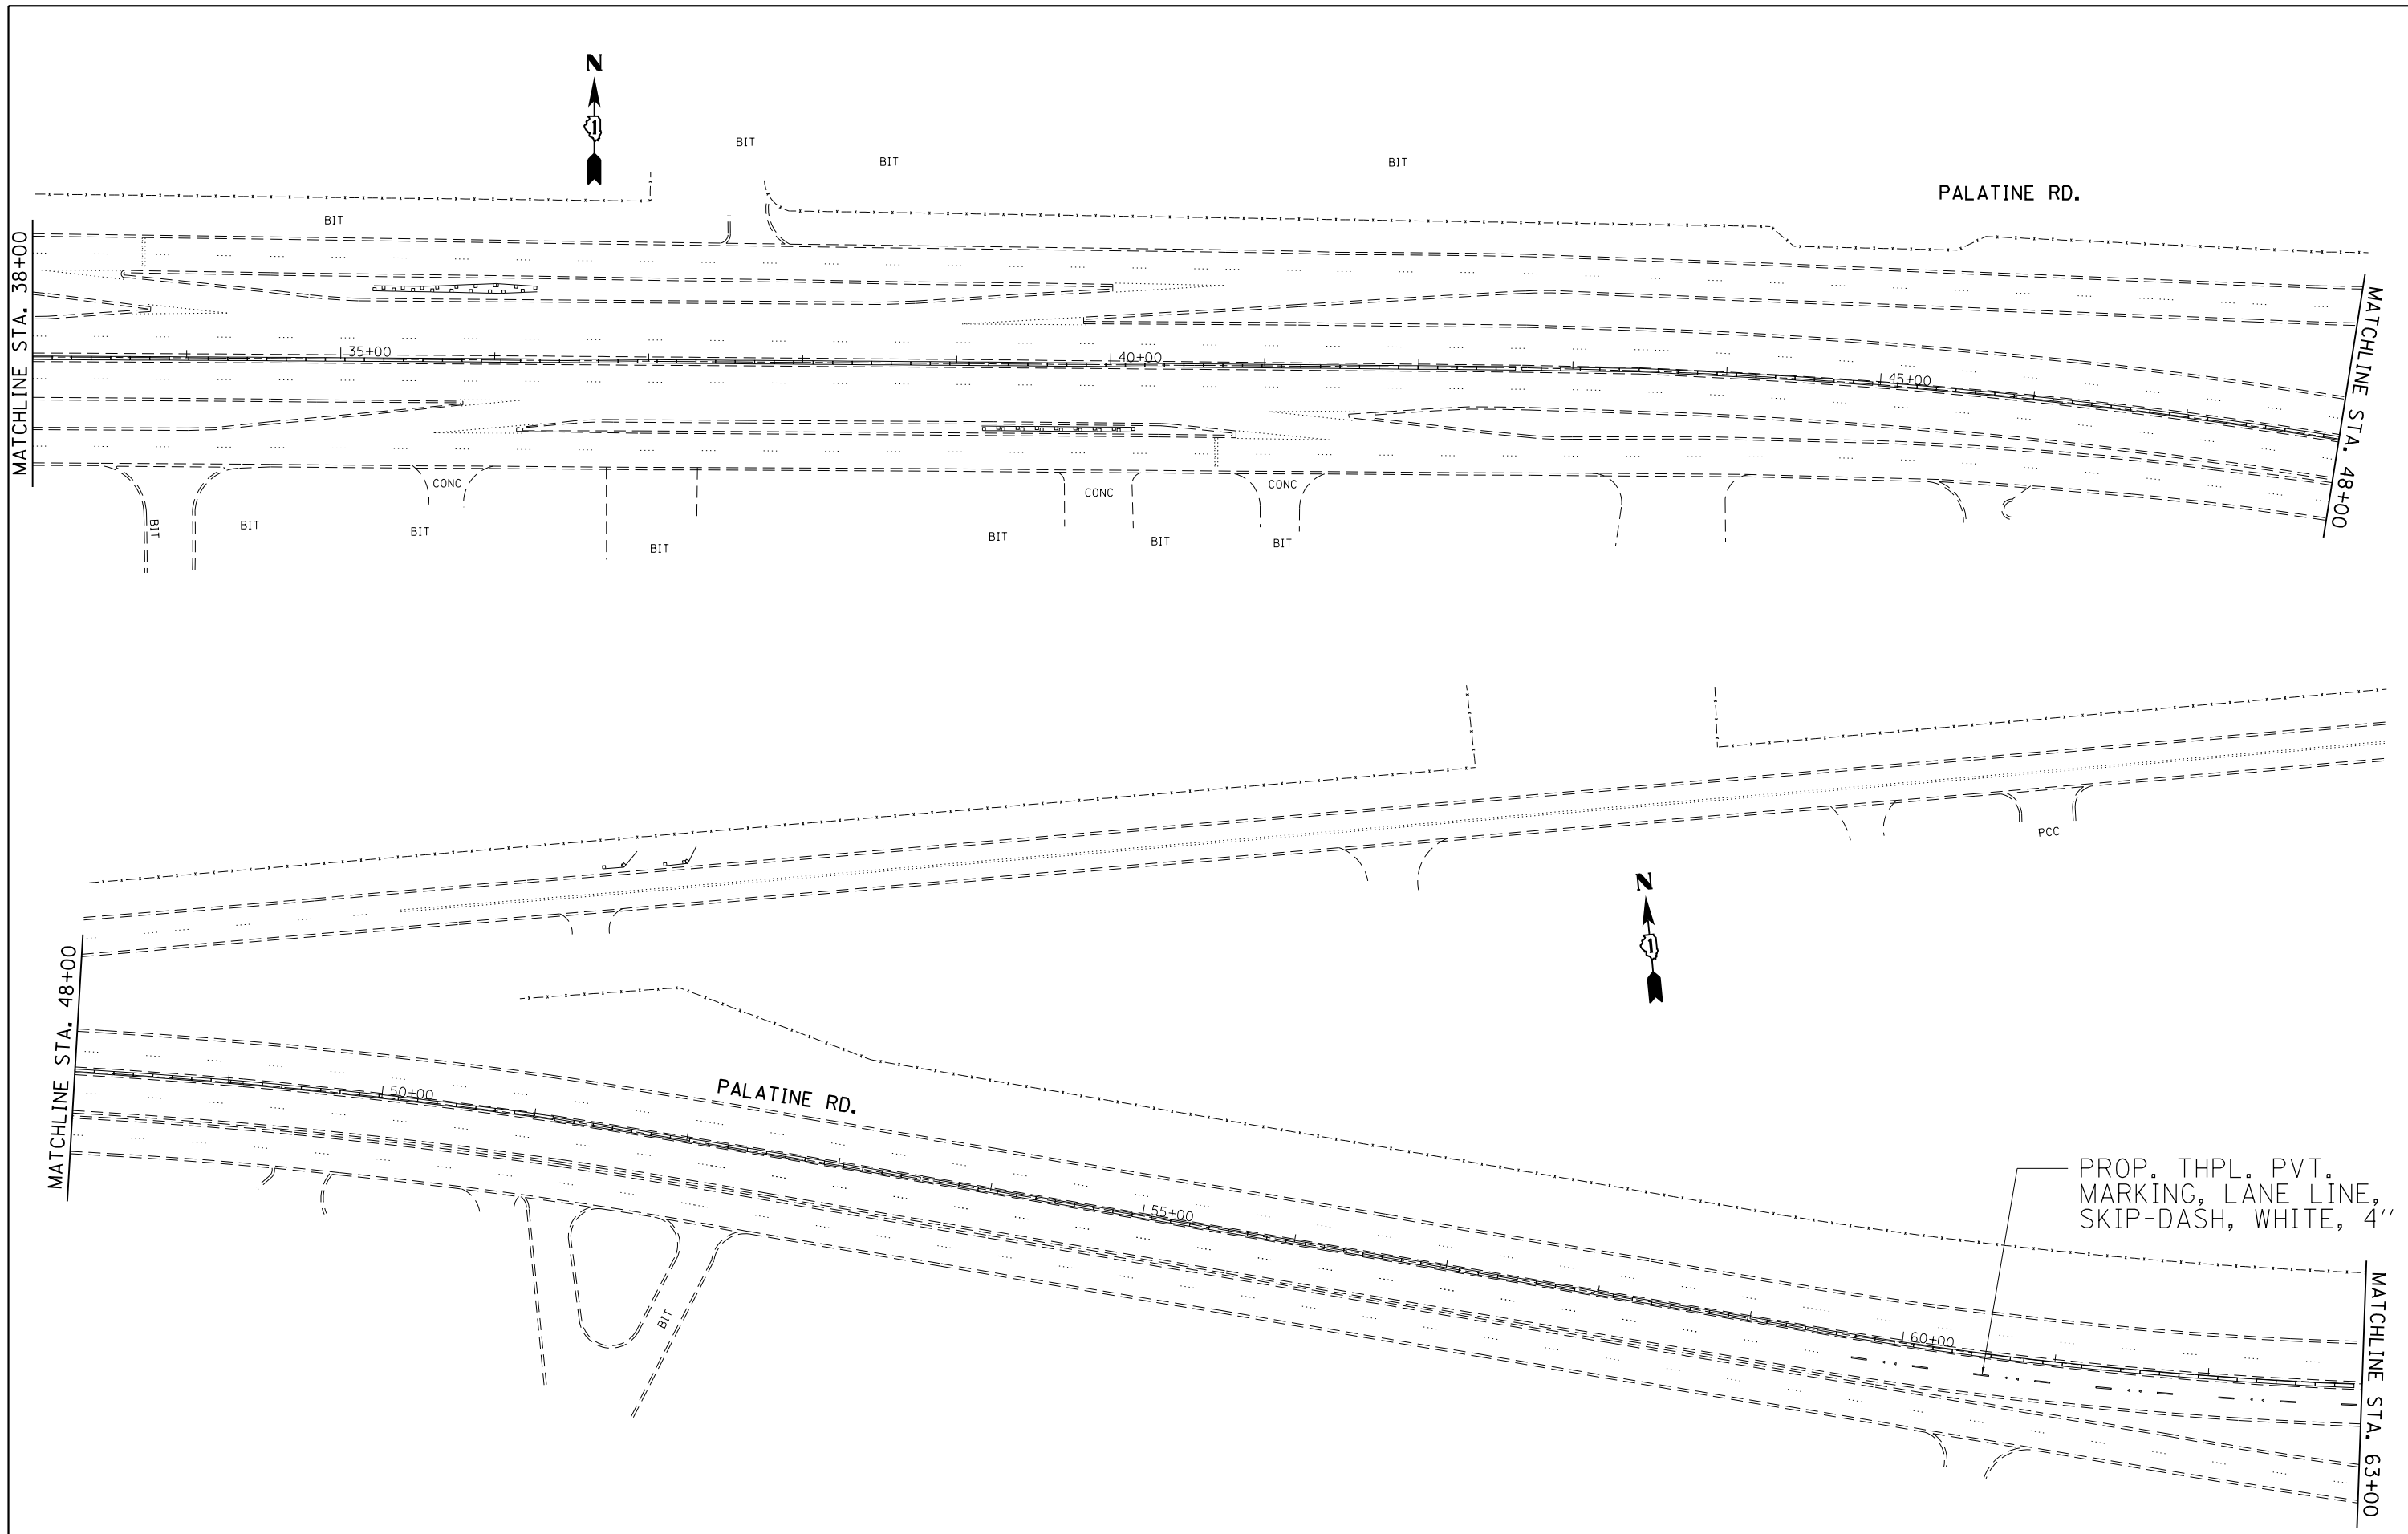 N
BIT
BIT
BIT
PALATINE RD.
BIT
MATCHLINE STA. 38+00
35+00
40+00
45+00
MATCHLINE STA. 48+00
CONC
CONC
CONC
BIT
BIT
BIT
BIT
BIT
BIT
BIT
PCC
N
MATCHLINE STA. 48+00
50+00
PALATINE RD.
55+00
PROP. THPL. PVT.
MARKING, LANE LINE,
SKIP-DASH, WHITE, 4''
BIT
60+00
MATCHLINE STA. 63+00